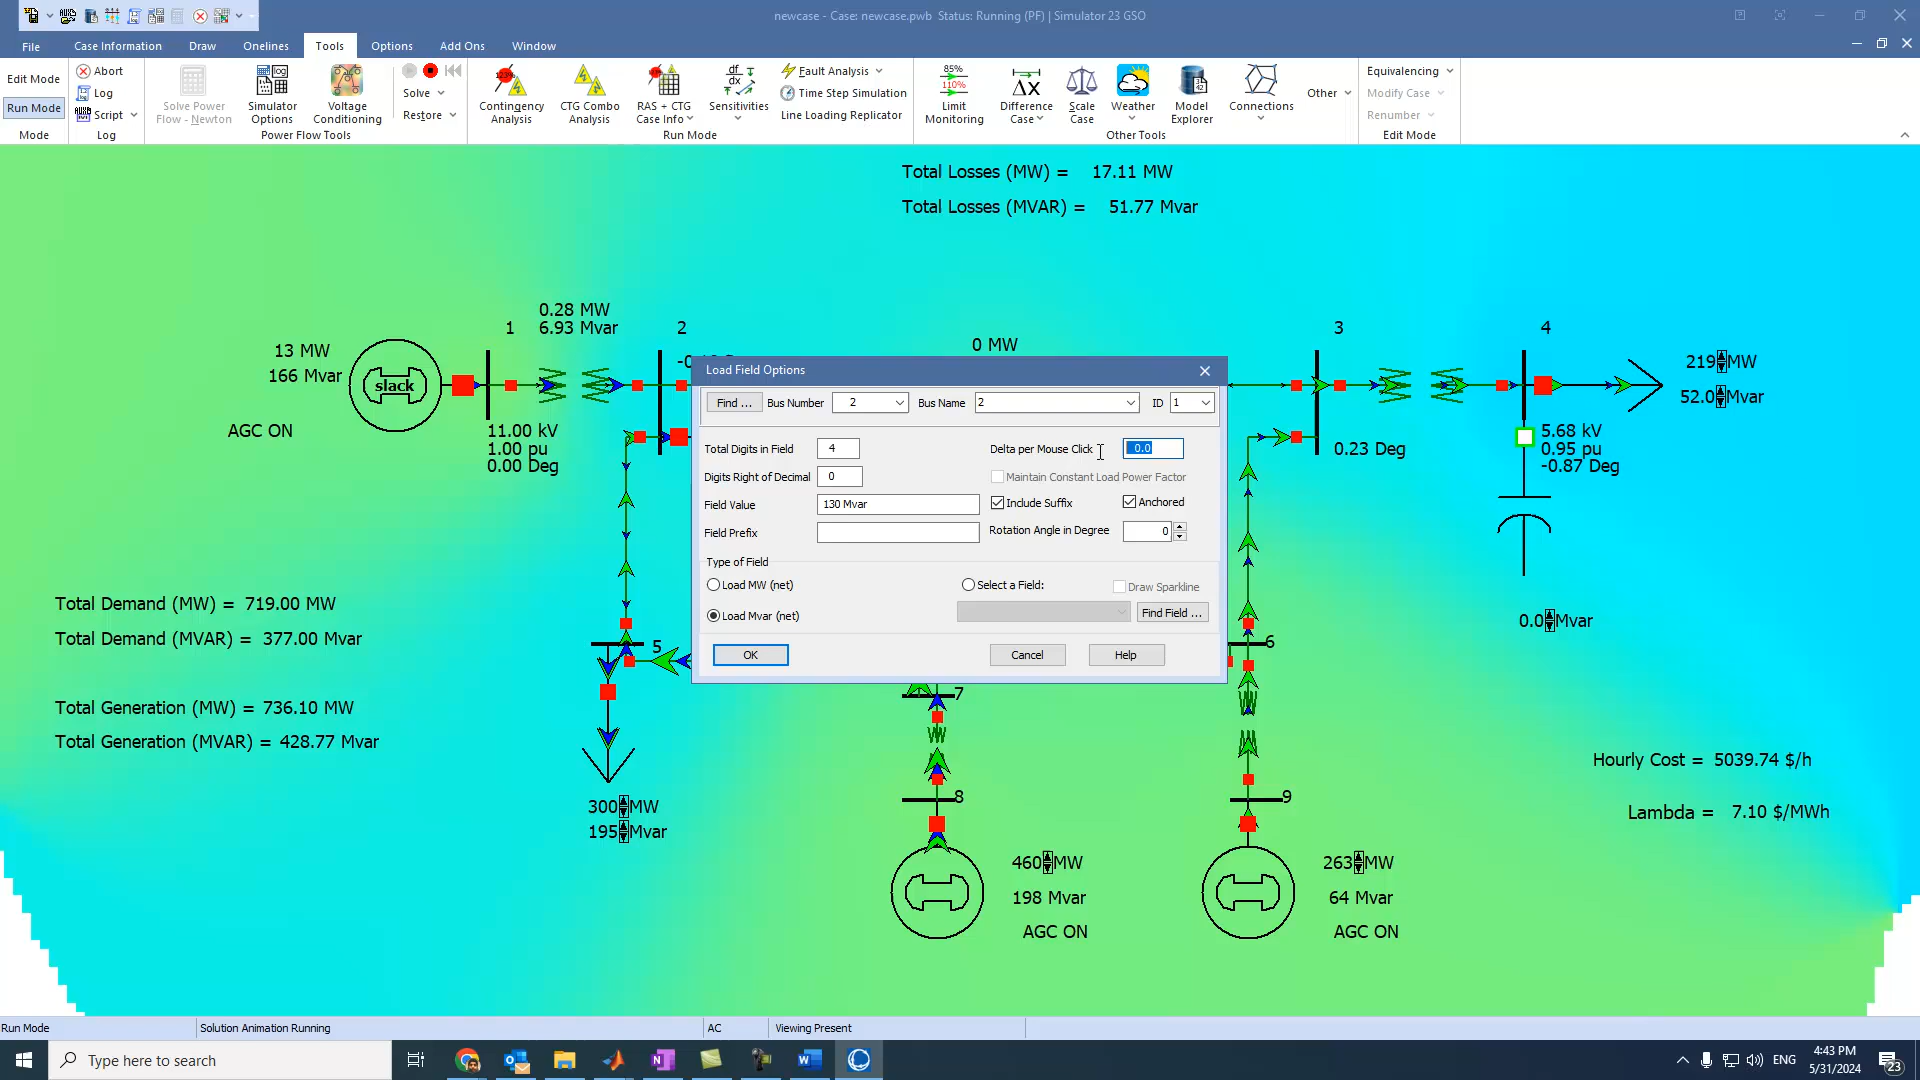 newcase - Case: newcase.pwb  Status: Running (PF) | Simulator 23 GSO
File
Case Information
Draw
Onelines
Tools
Options
Add Ons
Window
Edit Mode
Run Mode
Mode
Abort
Log
Script
Log
Solve Power Flow - Newton
Simulator Options
Voltage Conditioning
Solve
Restore
Power Flow Tools
Contingency Analysis
CTG Combo Analysis
RAS + CTG Case Info
Sensitivities
Fault Analysis
Time Step Simulation
Line Loading Replicator
Run Mode
Limit Monitoring
Difference Case
Scale Case
Weather
Model Explorer
Connections
Other
Other Tools
Equivalencing
Modify Case
Renumber
Edit Mode
Total Losses (MW) = 17.11 MW
Total Losses (MVAR) = 51.77 Mvar
0.28 MW
6.93 Mvar
1
2
3
4
0 MW
13 MW
166 Mvar
slack
AGC ON
11.00 kV
1.00 pu
0.00 Deg
0.23 Deg
219 MW
52.0 Mvar
5.68 kV
0.95 pu
-0.87 Deg
0.0 Mvar
Load Field Options
Find ...
Bus Number
2
Bus Name
2
ID
1
Total Digits in Field
4
Delta per Mouse Click
0.0
Digits Right of Decimal
0
Maintain Constant Load Power Factor
Field Value
130 Mvar
Include Suffix
Anchored
Field Prefix
Rotation Angle in Degree
0
Type of Field
Load MW (net)
Select a Field:
Draw Sparkline
Load Mvar (net)
Find Field ...
OK
Cancel
Help
Total Demand (MW) = 719.00 MW
Total Demand (MVAR) = 377.00 Mvar
Total Generation (MW) = 736.10 MW
Total Generation (MVAR) = 428.77 Mvar
5
6
7
8
9
300 MW
195 Mvar
460 MW
198 Mvar
AGC ON
263 MW
64 Mvar
AGC ON
Hourly Cost = 5039.74 $/h
Lambda = 7.10 $/MWh
Run Mode
Solution Animation Running
AC
Viewing Present
Type here to search
ENG
4:43 PM
5/31/2024
23